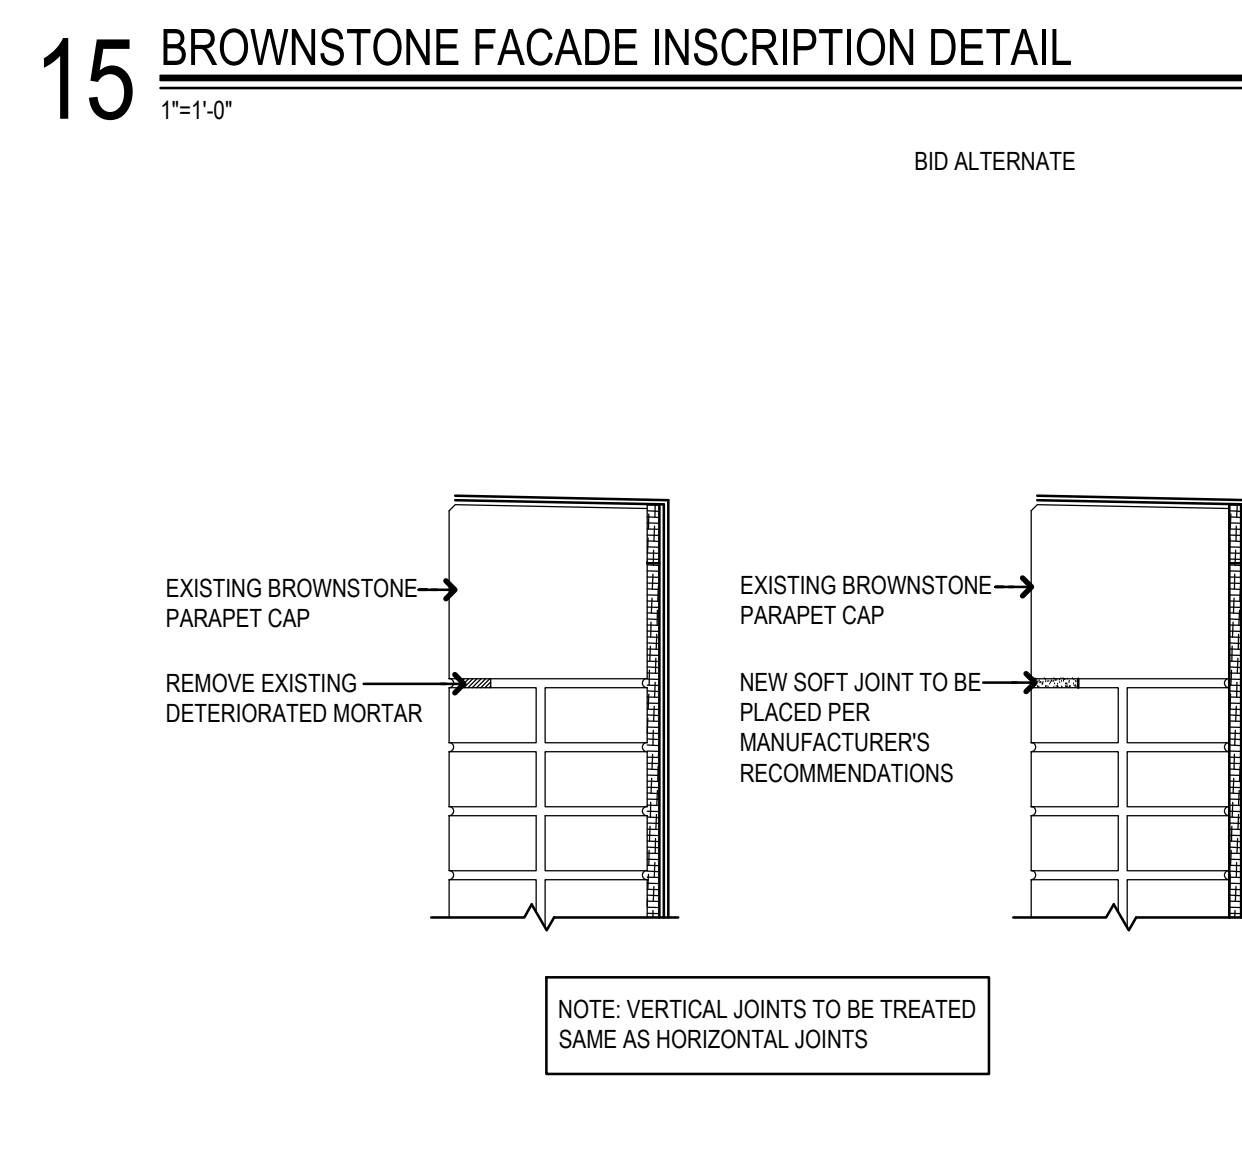 15 BROWNSTONE FACADE INSCRIPTION DETAIL
1"=1'-0"
BID ALTERNATE
EXISTING BROWNSTONE
PARAPET CAP
REMOVE EXISTING
DETERIORATED MORTAR
EXISTING BROWNSTONE
PARAPET CAP
NEW SOFT JOINT TO BE
PLACED PER
MANUFACTURER'S
RECOMMENDATIONS
NOTE: VERTICAL JOINTS TO BE TREATED
SAME AS HORIZONTAL JOINTS